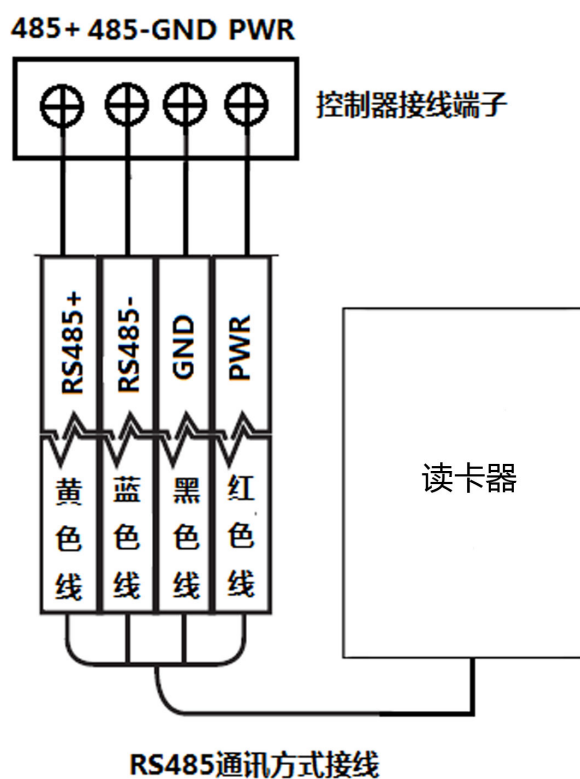 485+ 485-GND PWR
控制器接线端子
RS485+
RS485-
GND
PWR
黄色线
蓝色线
黑色线
红色线
读卡器
RS485通讯方式接线